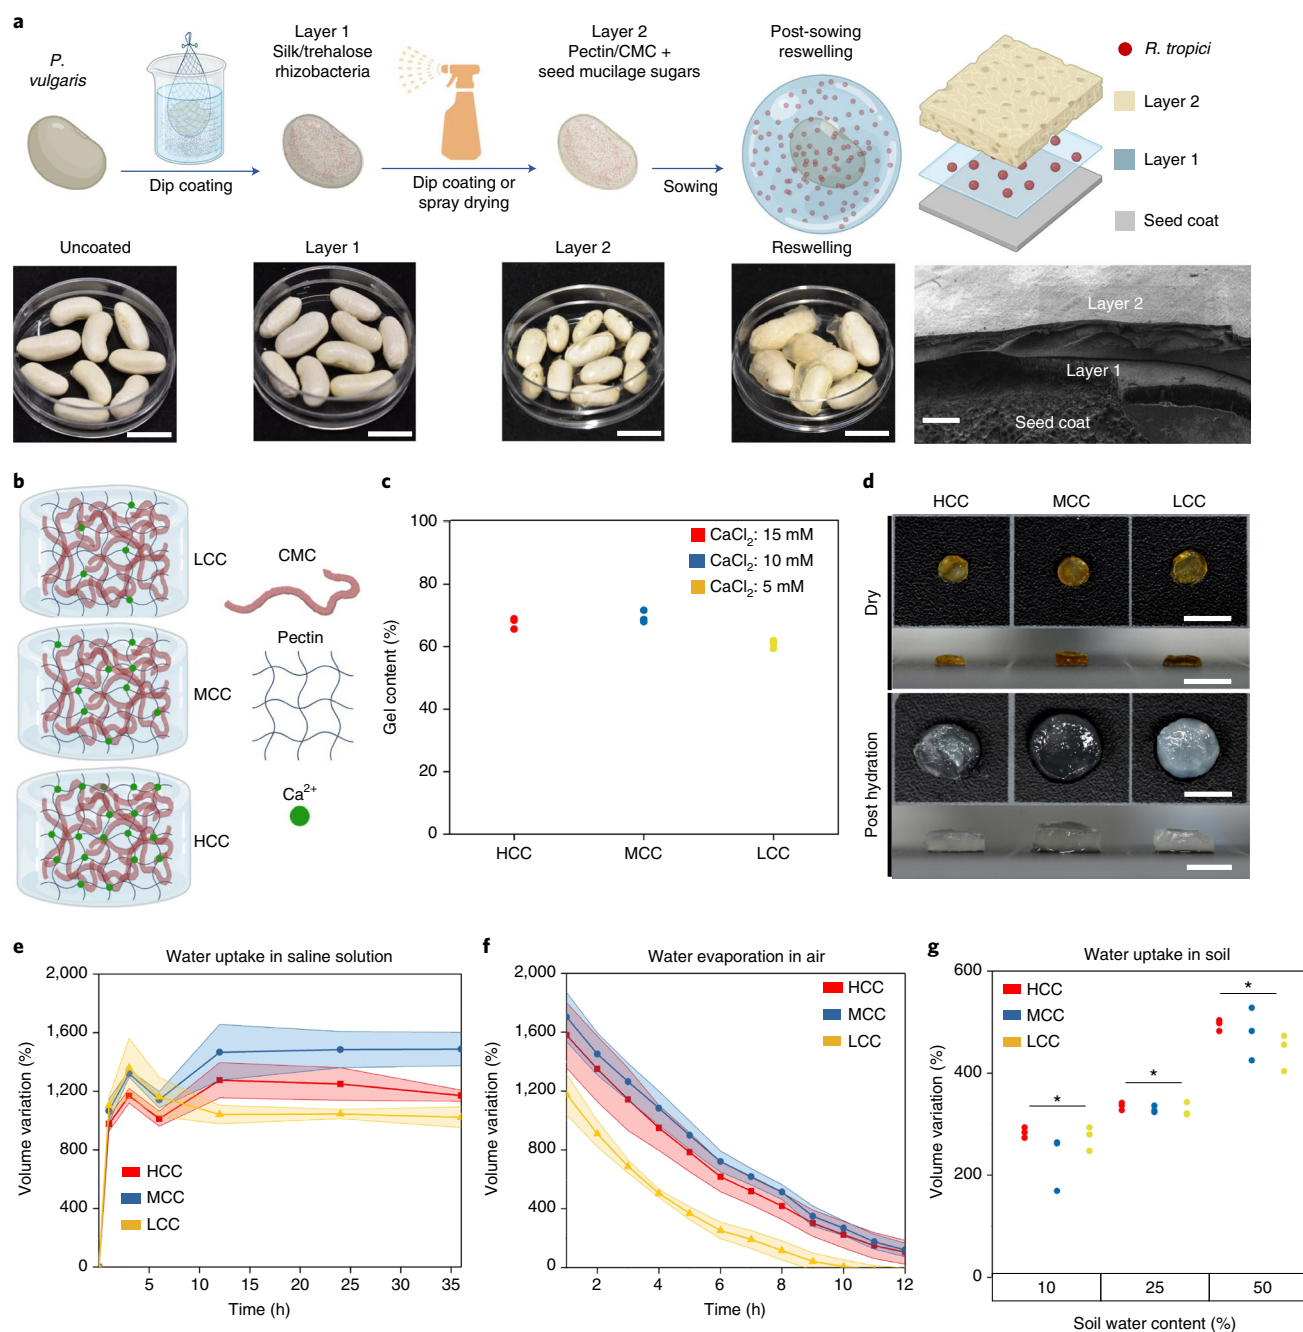 a
P.
vulgaris
Dip coating
Layer 1
Silk/trehalose
rhizobacteria
Dip coating or
spray drying
Layer 2
Pectin/CMC +
seed mucilage sugars
Sowing
Post-sowing
reswelling
R. tropici
Layer 2
Layer 1
Seed coat
Uncoated
Layer 1
Layer 2
Reswelling
Layer 2
Layer 1
Seed coat
b
LCC
MCC
HCC
CMC
Pectin
Ca2+
c
Gel content (%)
100
80
60
40
20
0
CaCl2: 15 mM
CaCl2: 10 mM
CaCl2: 5 mM
HCC MCC LCC
d
HCC MCC LCC
Dry
Post hydration
e
Water uptake in saline solution
Volume variation (%)
2,000
1,600
1,200
800
400
0
HCC
MCC
LCC
5 10 15 20 25 30 35
Time (h)
f
Water evaporation in air
Volume variation (%)
2,000
1,600
1,200
800
400
0
HCC
MCC
LCC
2 4 6 8 10 12
Time (h)
g
Water uptake in soil
Volume variation (%)
600
400
200
0
HCC
MCC
LCC
* * *
10 25 50
Soil water content (%)